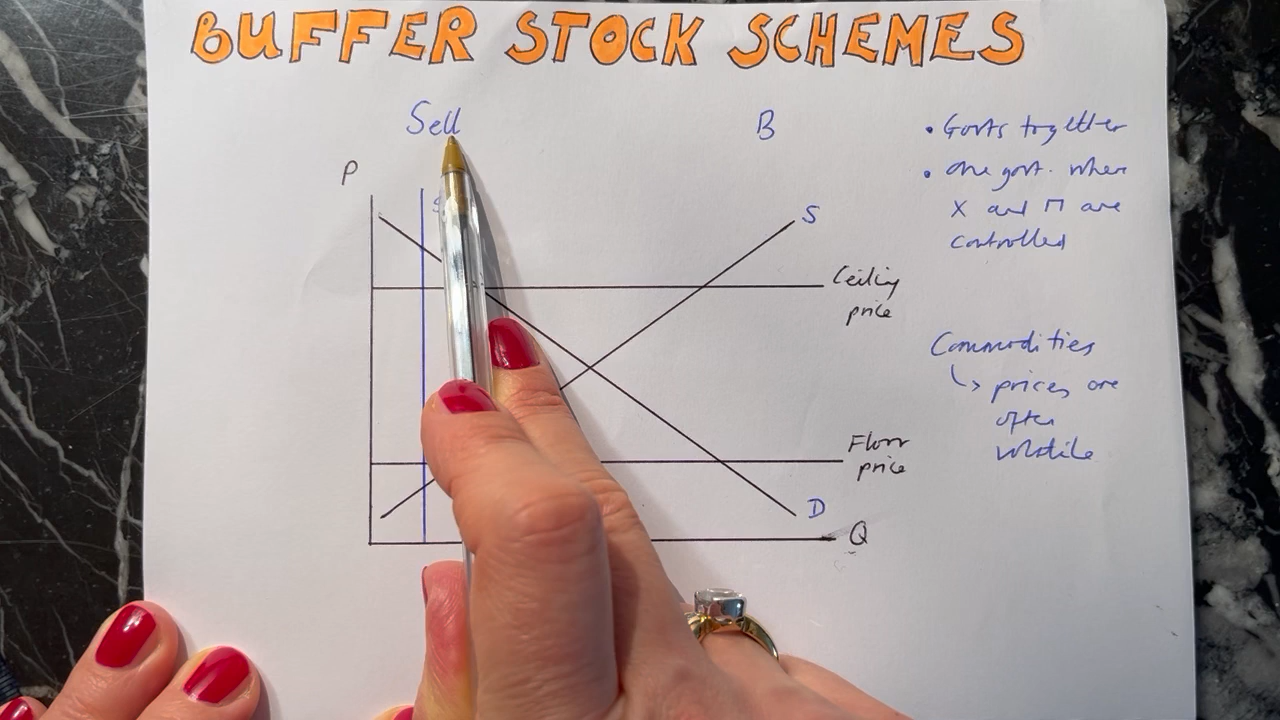 BUFFER STOCK SCHEMES
Sell
B
P
S
Ceiling
price
Floor
price
D
Q
• Govts together
• One govt. when
X and M are
controlled
Commodities
↳ prices are
often
volatile